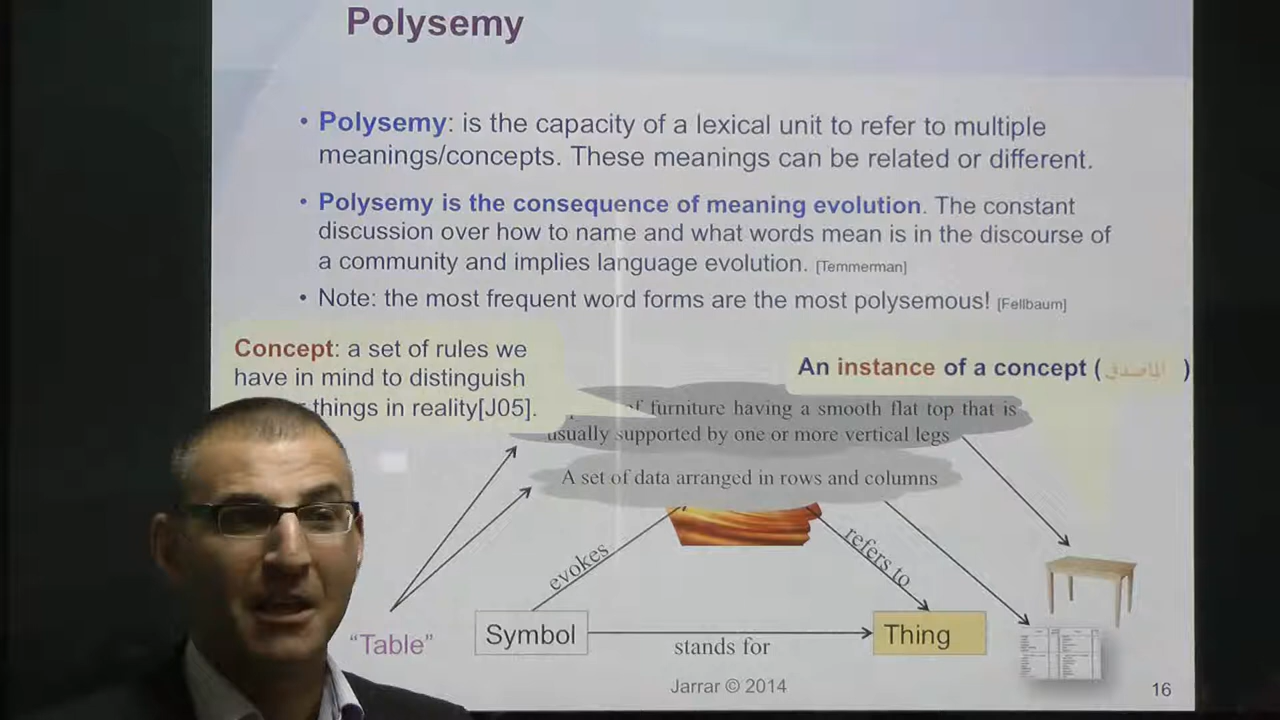 Polysemy
• Polysemy: is the capacity of a lexical unit to refer to multiple
meanings/concepts. These meanings can be related or different.
• Polysemy is the consequence of meaning evolution. The constant
discussion over how to name and what words mean is in the discourse of
a community and implies language evolution. [Temmerman]
• Note: the most frequent word forms are the most polysemous! [Fellbaum]
Concept: a set of rules we
have in mind to distinguish
things in reality[J05].
An instance of a concept (الماصدق)
furniture having a smooth flat top that is
usually supported by one or more vertical legs
A set of data arranged in rows and columns
evokes
refers to
"Table"
Symbol
stands for
Thing
Jarrar © 2014
16